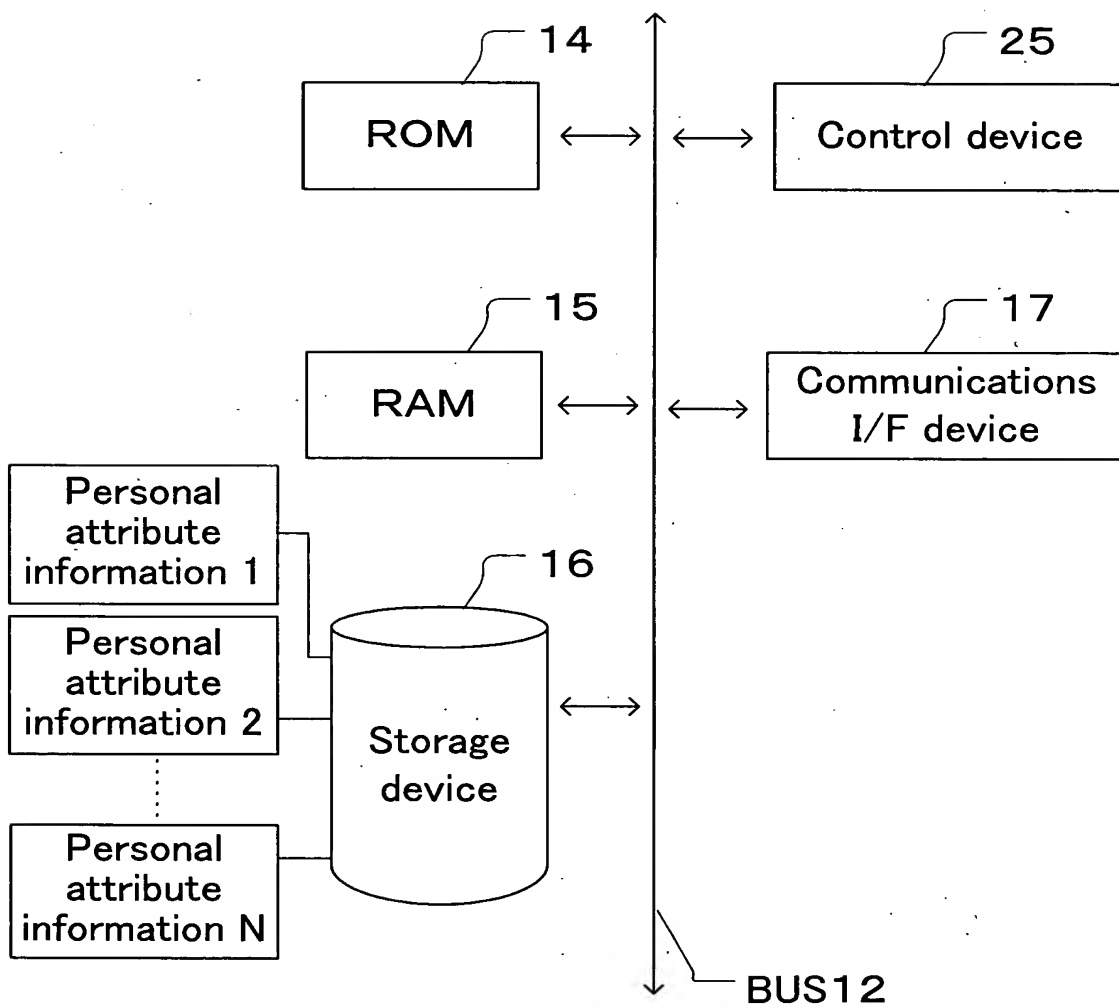 14
ROM
25
Control device
15
RAM
17
Communications
I/F device
Personal
attribute
information 1
16
Personal
attribute
information 2
Storage
device
Personal
attribute
information N
BUS12